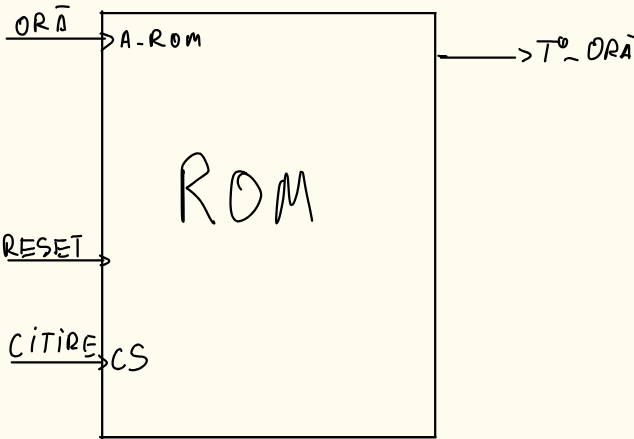 ORĂ
A-ROM
T°_ORĂ
ROM
RESET
CITIRE
CS